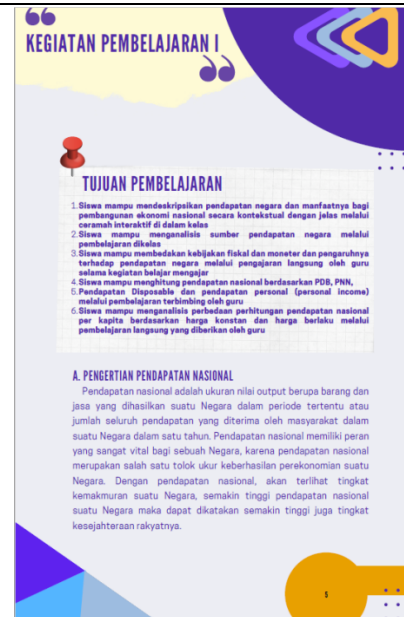 KEGIATAN PEMBELAJARAN I
TUJUAN PEMBELAJARAN
1. Siswa mampu mendeskripsikan pendapatan negara dan manfaatnya bagi
pembangunan ekonomi nasional secara kontekstual dengan jelas melalui
ceramah interaktif di dalam kelas
2. Siswa mampu menganalisis sumber pendapatan negara melalui
pembelajaran dikelas
3. Siswa mampu membedakan kebijakan fiskal dan moneter dan pengaruhnya
terhadap pendapatan negara melalui pengajaran langsung oleh guru
selama kegiatan belajar mengajar
4. Siswa mampu menghitung pendapatan nasional berdasarkan PDB, PNN,
5. Pendapatan Disposable dan pendapatan personal (personal income)
melalui pembelajaran terbimbing oleh guru
6. Siswa mampu menganalisis perbedaan perhitungan pendapatan nasional
per kapita berdasarkan harga konstan dan harga berlaku melalui
pembelajaran langsung yang diberikan oleh guru
A. PENGERTIAN PENDAPATAN NASIONAL
Pendapatan nasional adalah ukuran nilai output berupa barang dan
jasa yang dihasilkan suatu Negara dalam periode tertentu atau
jumlah seluruh pendapatan yang diterima oleh masyarakat dalam
suatu Negara dalam satu tahun. Pendapatan nasional memiliki peran
yang sangat vital bagi sebuah Negara, karena pendapatan nasional
merupakan salah satu tolok ukur keberhasilan perekonomian suatu
Negara. Dengan pendapatan nasional, akan terlihat tingkat
kemakmuran suatu Negara, semakin tinggi pendapatan nasional
suatu Negara maka dapat dikatakan semakin tinggi juga tingkat
kesejahteraan rakyatnya.
5